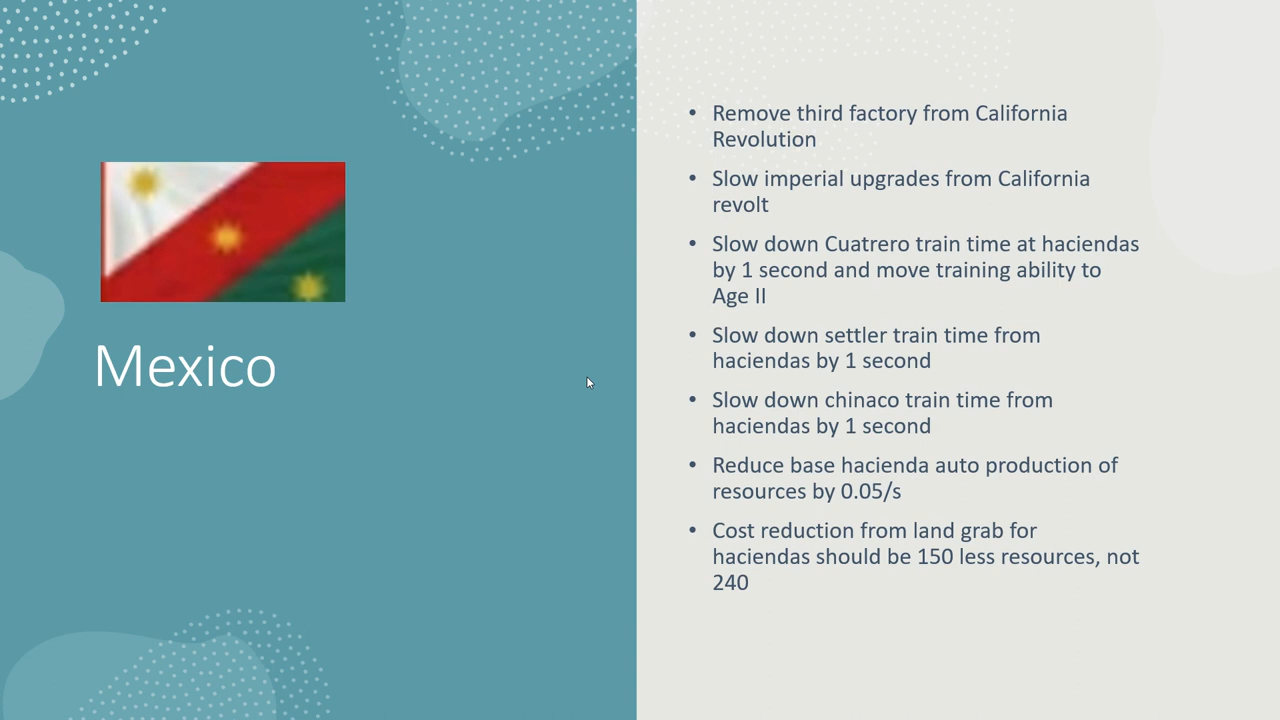 Mexico
• Remove third factory from California
Revolution
• Slow imperial upgrades from California
revolt
• Slow down Cuatrero train time at haciendas
by 1 second and move training ability to
Age II
• Slow down settler train time from
haciendas by 1 second
• Slow down chinaco train time from
haciendas by 1 second
• Reduce base hacienda auto production of
resources by 0.05/s
• Cost reduction from land grab for
haciendas should be 150 less resources, not
240